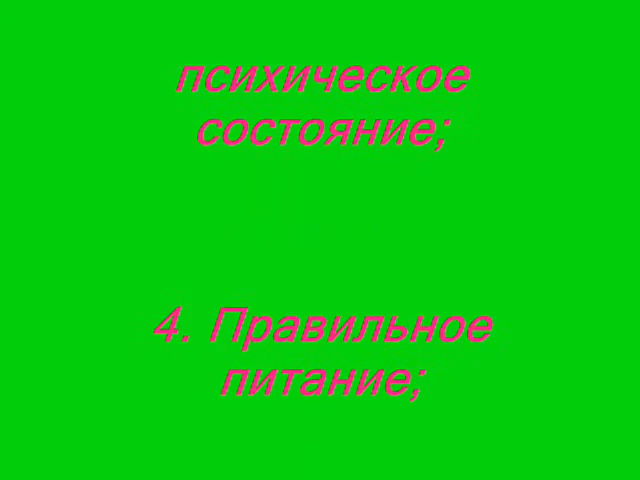 психическое
состояние;
4. Правильное
питание;